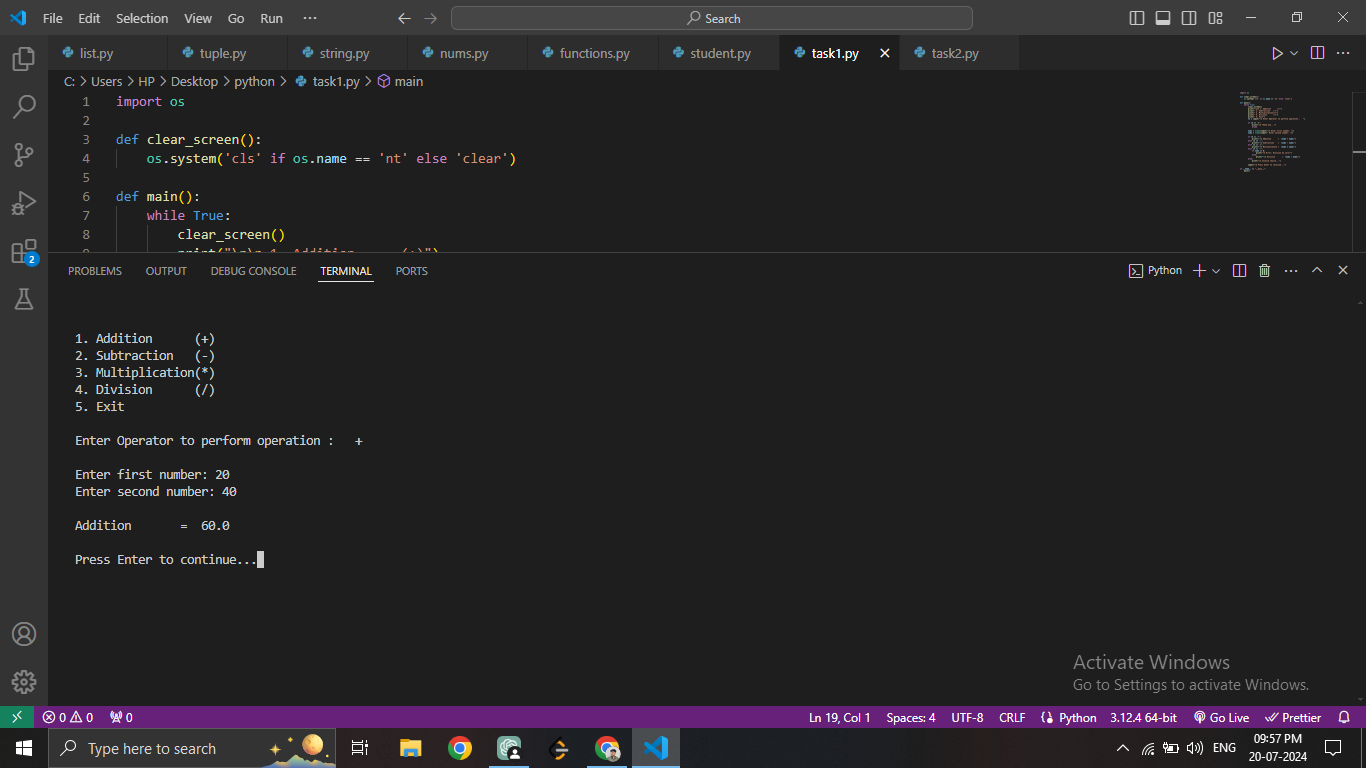 File Edit Selection View Go Run ··· Search
list.py tuple.py string.py nums.py functions.py student.py task1.py task2.py
C: > Users > HP > Desktop > python > task1.py > main
1 import os
2
3 def clear_screen():
4 os.system('cls' if os.name == 'nt' else 'clear')
5
6 def main():
7 while True:
8 clear_screen()
PROBLEMS OUTPUT DEBUG CONSOLE TERMINAL PORTS Python
2
1. Addition (+)
2. Subtraction (-)
3. Multiplication(*)
4. Division (/)
5. Exit
Enter Operator to perform operation : +
Enter first number: 20
Enter second number: 40
Addition = 60.0
Press Enter to continue...
Activate Windows
Go to Settings to activate Windows.
0 0 0 Ln 19, Col 1 Spaces: 4 UTF-8 CRLF Python 3.12.4 64-bit Go Live Prettier
Type here to search ENG 09:57 PM
20-07-2024